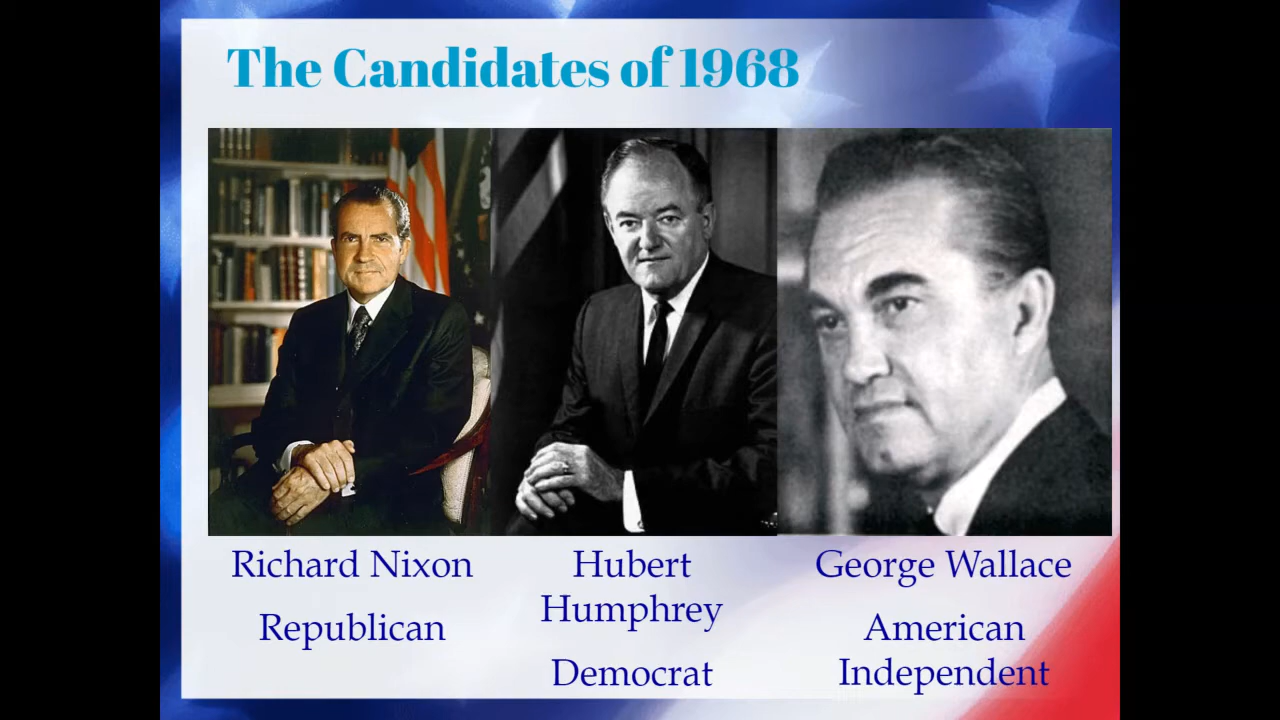 The Candidates of 1968
Richard Nixon
Republican
Hubert
Humphrey
Democrat
George Wallace
American
Independent